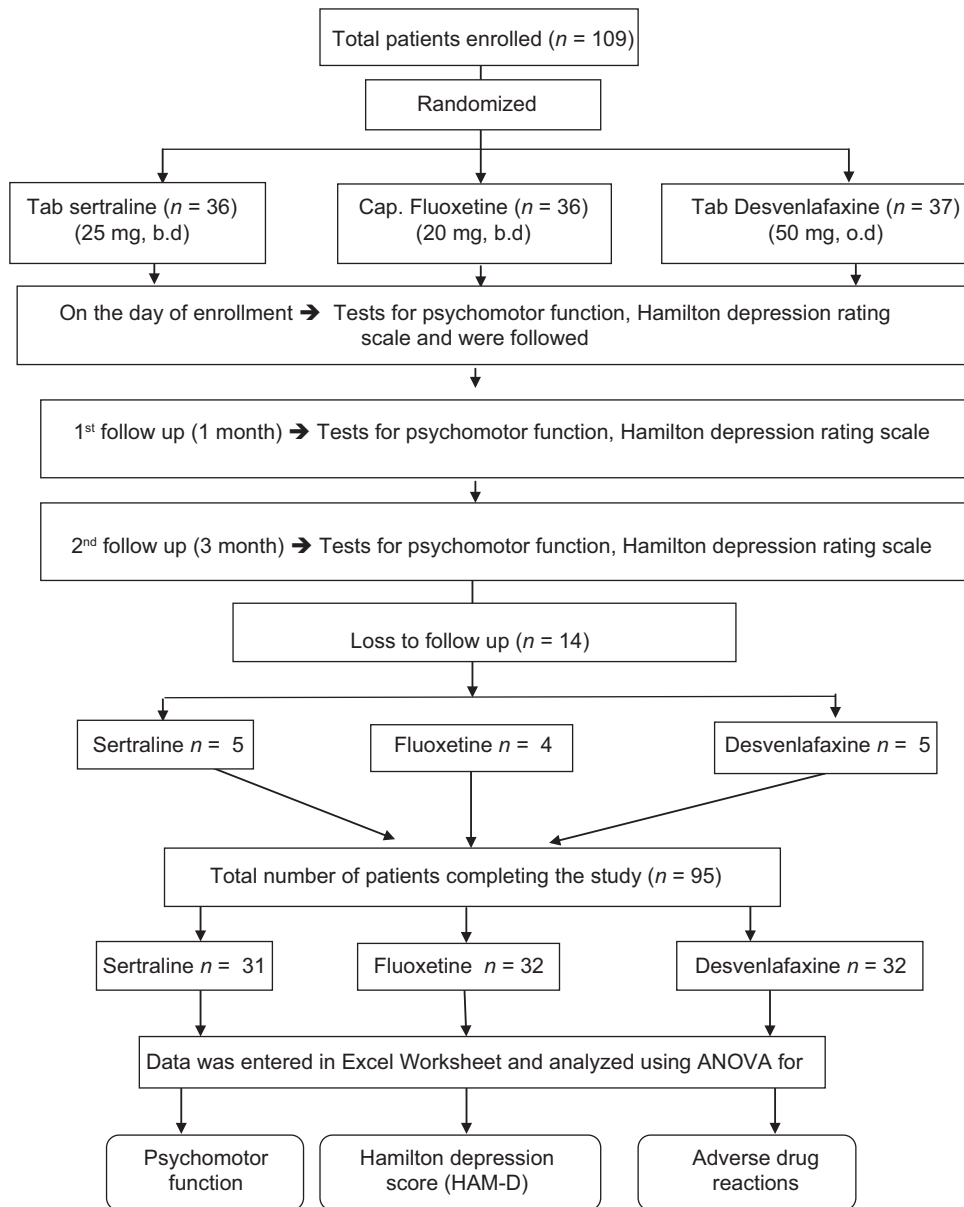 Total patients enrolled (n = 109)
Randomized
Tab sertraline (n = 36)
(25 mg, b.d)
Cap. Fluoxetine (n = 36)
(20 mg, b.d)
Tab Desvenlafaxine (n = 37)
(50 mg, o.d)
On the day of enrollment ➔ Tests for psychomotor function, Hamilton depression rating
scale and were followed
1st follow up (1 month) ➔ Tests for psychomotor function, Hamilton depression rating scale
2nd follow up (3 month) ➔ Tests for psychomotor function, Hamilton depression rating scale
Loss to follow up (n = 14)
Sertraline n = 5
Fluoxetine n = 4
Desvenlafaxine n = 5
Total number of patients completing the study (n = 95)
Sertraline n = 31
Fluoxetine n = 32
Desvenlafaxine n = 32
Data was entered in Excel Worksheet and analyzed using ANOVA for
Psychomotor
function
Hamilton depression
score (HAM-D)
Adverse drug
reactions